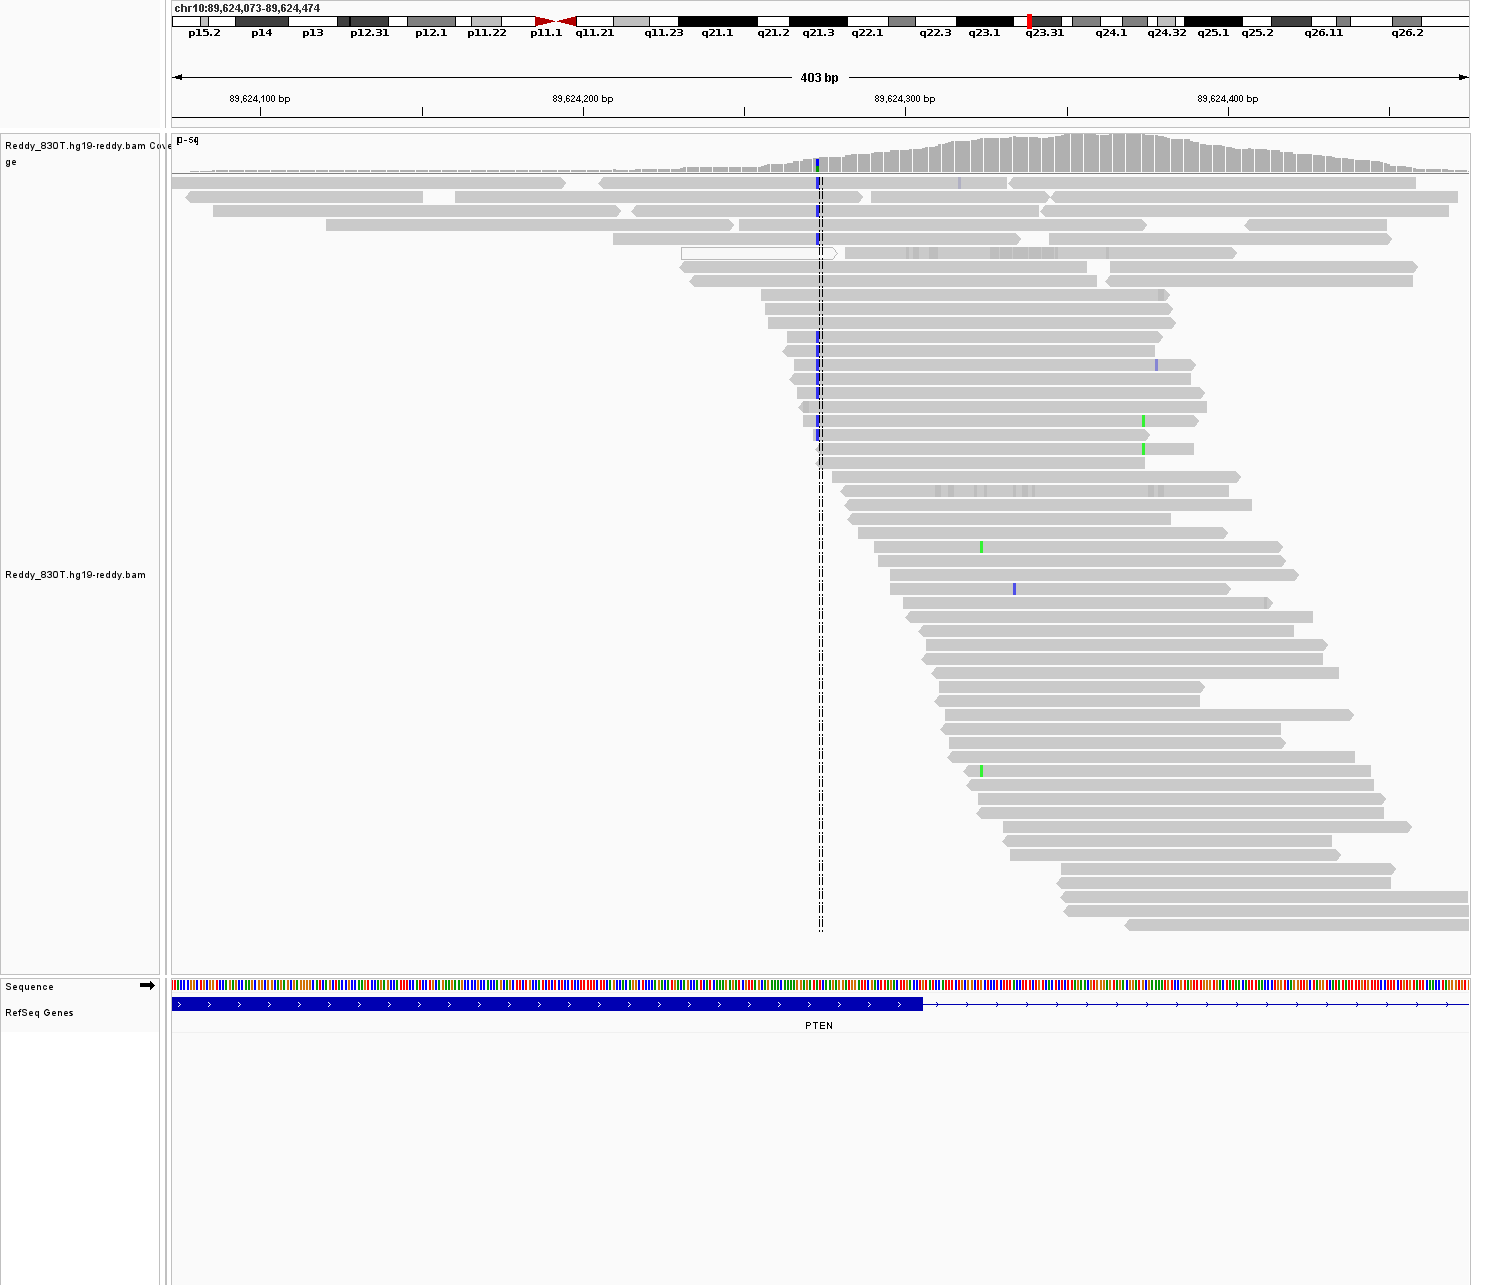 chr10:89,624,073-89,624,474
p15.2 p14 p13 p12.31 p12.1 p11.22 p11.1 q11.21 q11.23 q21.1 q21.2 q21.3 q22.1 q22.3 q23.1 q23.31 q24.1 q24.32 q25.1 q25.2 q26.11 q26.2
403 bp
89,624,100 bp 89,624,200 bp 89,624,300 bp 89,624,400 bp
Reddy_830T.hg19-reddy.bam Cove
ge
[0-54]
Reddy_830T.hg19-reddy.bam
Sequence
RefSeq Genes
PTEN